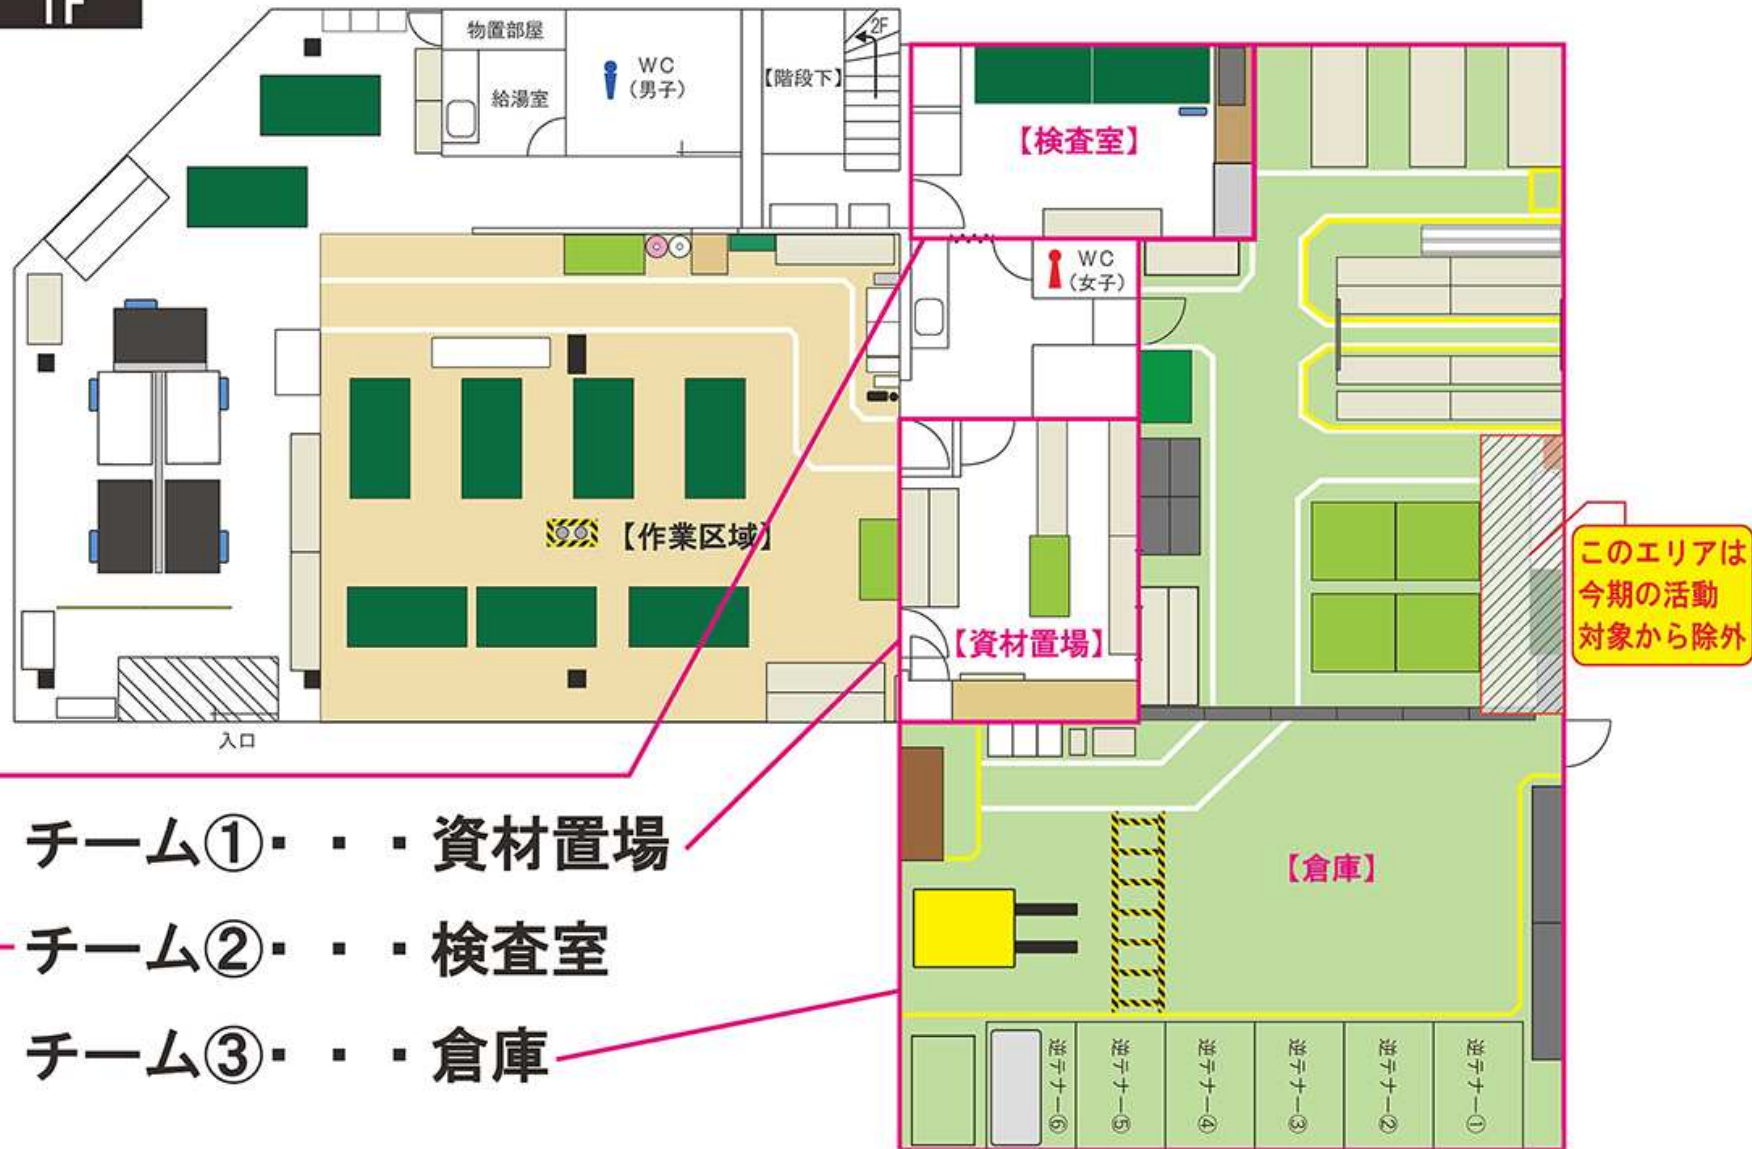 1F
物置部屋
給湯室
WC
(男子)
【階段下】
2F
【検査室】
WC
(女子)
【作業区域】
【資材置場】
このエリアは
今期の活動
対象から除外
入口
チーム①・・・資材置場
チーム②・・・検査室
チーム③・・・倉庫
【倉庫】
逆テナー⑥
逆テナー⑤
逆テナー④
逆テナー③
逆テナー②
逆テナー①